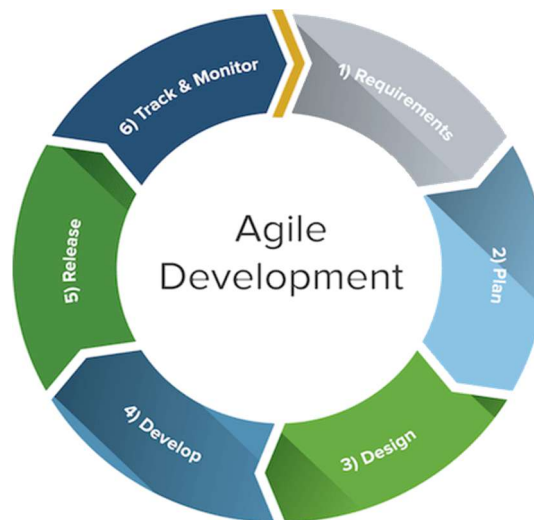 Agile
Development
1) Requirements
2) Plan
3) Design
4) Develop
5) Release
6) Track & Monitor